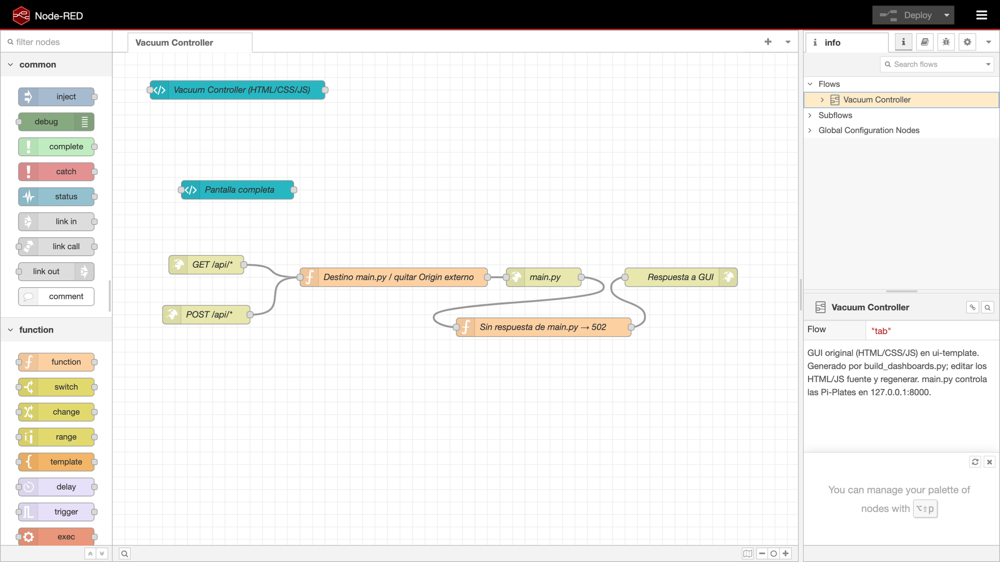 Node-RED
Deploy
filter nodes
Vacuum Controller
info
Search flows
common
inject
debug
complete
catch
status
link in
link call
link out
comment
function
function
switch
change
range
template
delay
trigger
exec
Vacuum Controller (HTML/CSS/JS)
Pantalla completa
GET /api/*
POST /api/*
Destino main.py / quitar Origin externo
main.py
Respuesta a GUI
Sin respuesta de main.py → 502
Flows
Vacuum Controller
Subflows
Global Configuration Nodes
Vacuum Controller
Flow "tab"
GUI original (HTML/CSS/JS) en ui-template.
Generado por build_dashboards.py; editar los
HTML/JS fuente y regenerar. main.py controla
las Pi-Plates en 127.0.0.1:8000.
You can manage your palette of
nodes with ⌥⇧p